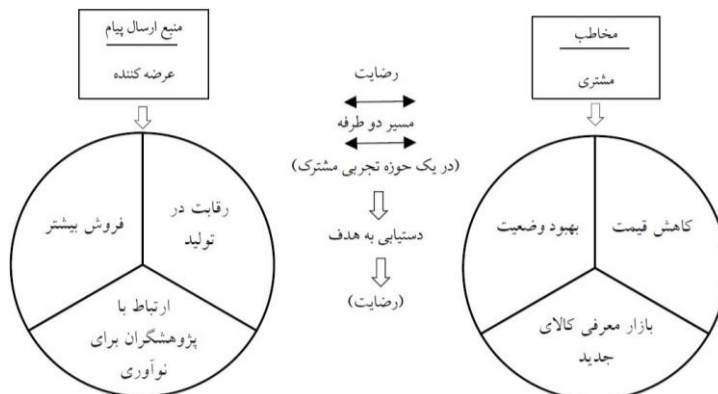 مخاطب
مشتری
کاهش قیمت
بهبود وضعیت
بازار معرفی کالای
جدید
رضایت
مسیر دو طرفه
(در یک حوزه تجربی مشترک)
دستیابی به هدف
(رضایت)
منبع ارسال پیام
عرضه کننده
رقابت در
تولید
فروش بیشتر
ارتباط با
پژوهشگران برای
نوآوری